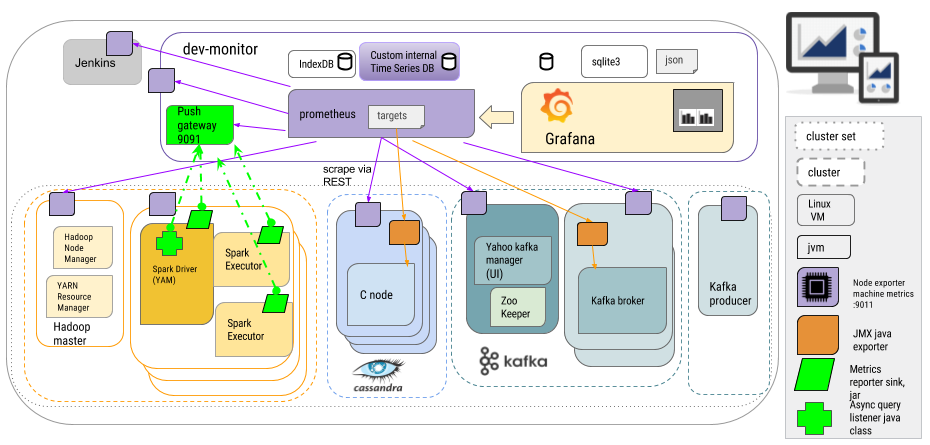 dev-monitor
Jenkins
IndexDB
Custom internal
Time Series DB
sqlite3
json
Push
gateway
9091
prometheus
targets
Grafana
scrape via
REST
Hadoop
Node
Manager
YARN
Resource
Manager
Hadoop
master
Spark Driver
(YAM)
Spark
Executor
Spark
Executor
C node
cassandra
Yahoo kafka
manager
(UI)
Zoo
Keeper
kafka
Kafka broker
Kafka
producer
cluster set
cluster
Linux
VM
jvm
Node exporter
machine metrics
:9011
JMX java
exporter
Metrics
reporter sink,
jar
Async query
listener java
class